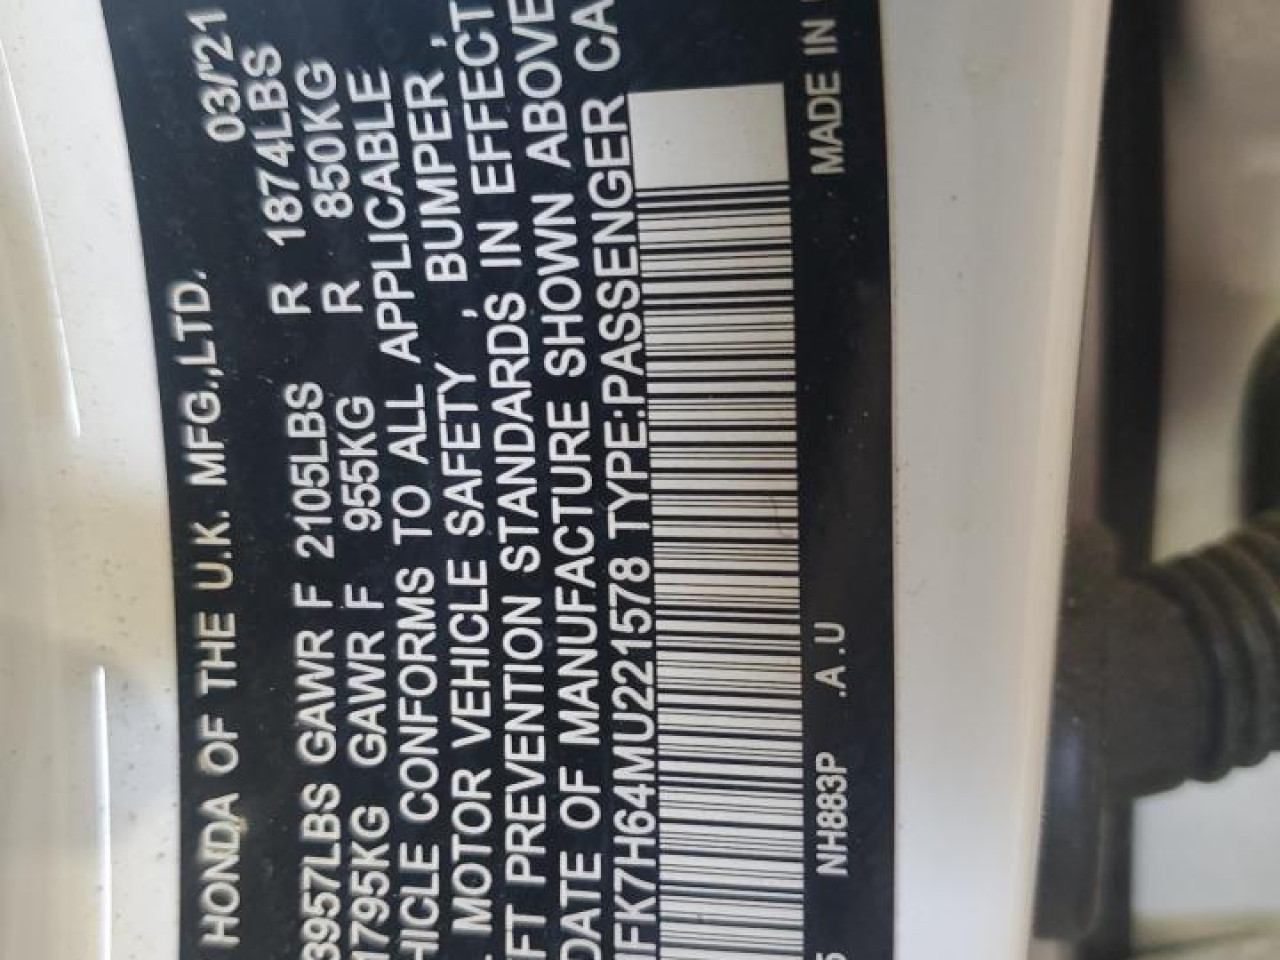 HONDA OF THE U.K. MFG.,LTD. 03/'21
3957LBS GAWR F 2105LBS R 1874LBS
1795KG GAWR F 955KG R 850KG
HICLE CONFORMS TO ALL APPLICABLE
MOTOR VEHICLE SAFETY , BUMPER ,
FT PREVENTION STANDARDS IN EFFECT
DATE OF MANUFACTURE SHOWN ABOVE
FK7H64MU221578 TYPE:PASSENGER CA
NH883P .A .U MADE IN